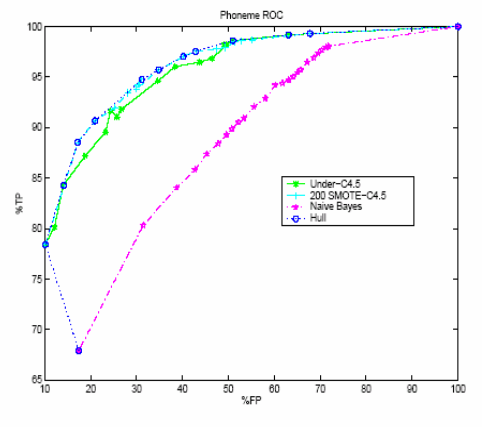 Phoneme ROC
100
95
90
85
80
75
70
65
%TP
Under-C4.5
200 SMOTE-C4.5
Naive Bayes
Hull
10 20 30 40 50 60 70 80 90 100
%FP